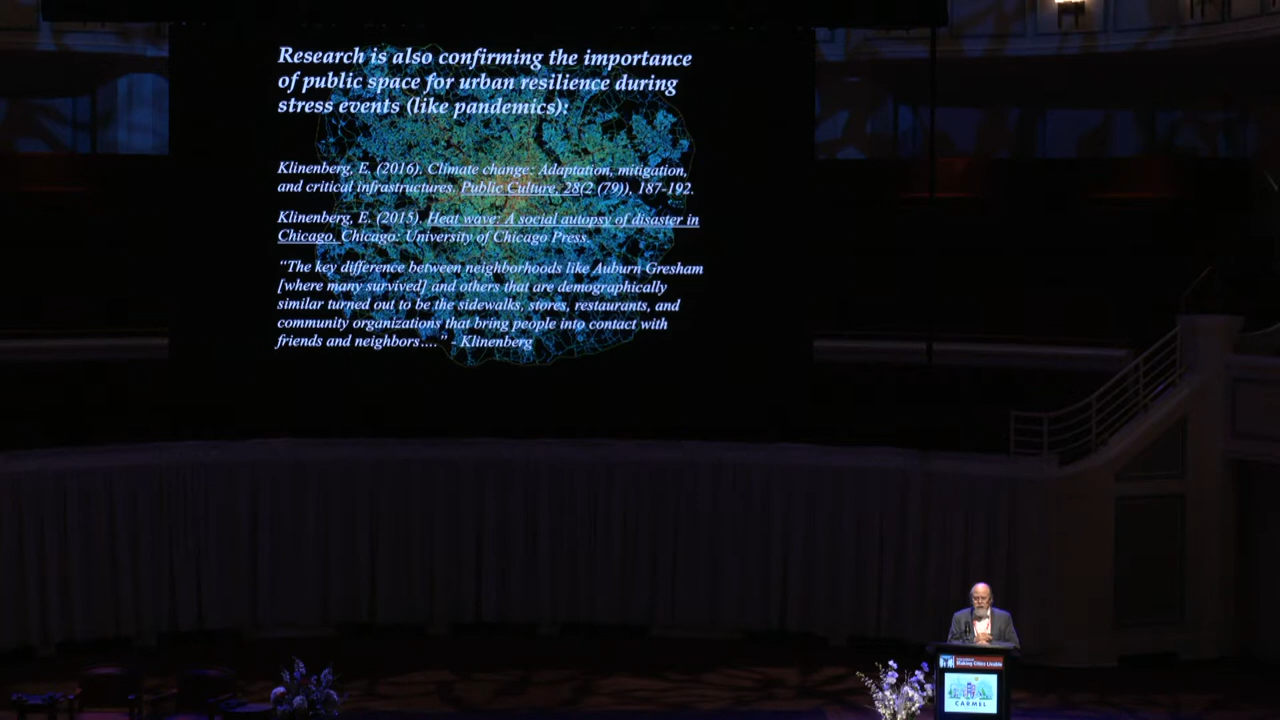 Research is also confirming the importance
of public space for urban resilience during
stress events (like pandemics):
Klinenberg, E. (2016). Climate change: Adaptation, mitigation,
and critical infrastructures. Public Culture, 28(2 (79)), 187-192.
Klinenberg, E. (2015). Heat wave: A social autopsy of disaster in
Chicago. Chicago: University of Chicago Press.
“The key difference between neighborhoods like Auburn Gresham
[where many survived] and others that are demographically
similar turned out to be the sidewalks, stores, restaurants, and
community organizations that bring people into contact with
friends and neighbors….” - Klinenberg
Making Cities Livable
CARMEL